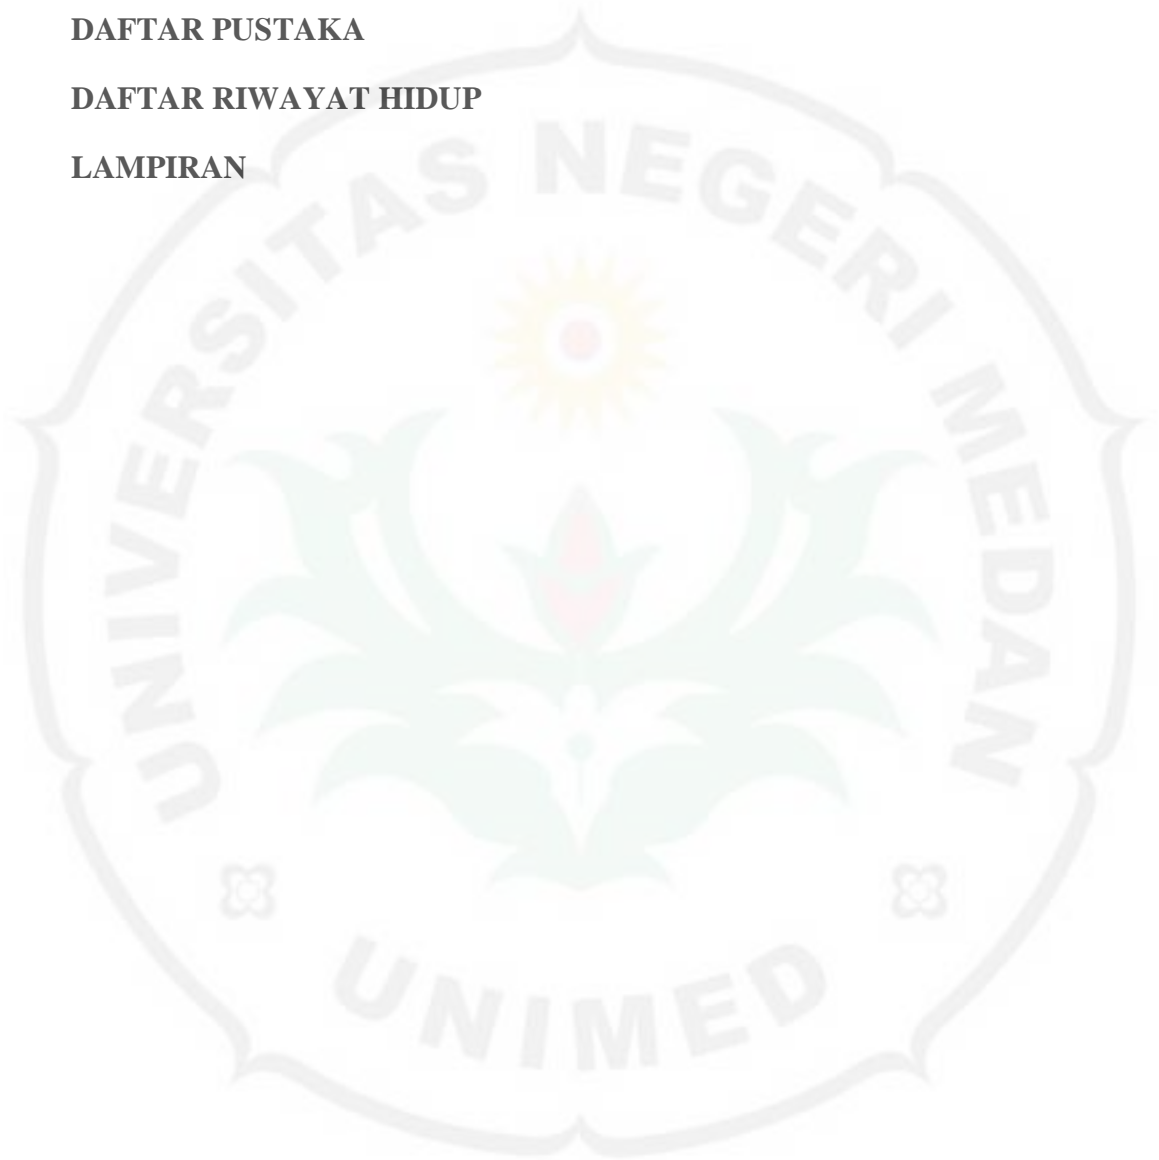 DAFTAR PUSTAKA
DAFTAR RIWAYAT HIDUP
LAMPIRAN
UNIVERSITAS NEGERI MEDAN
UNIMED